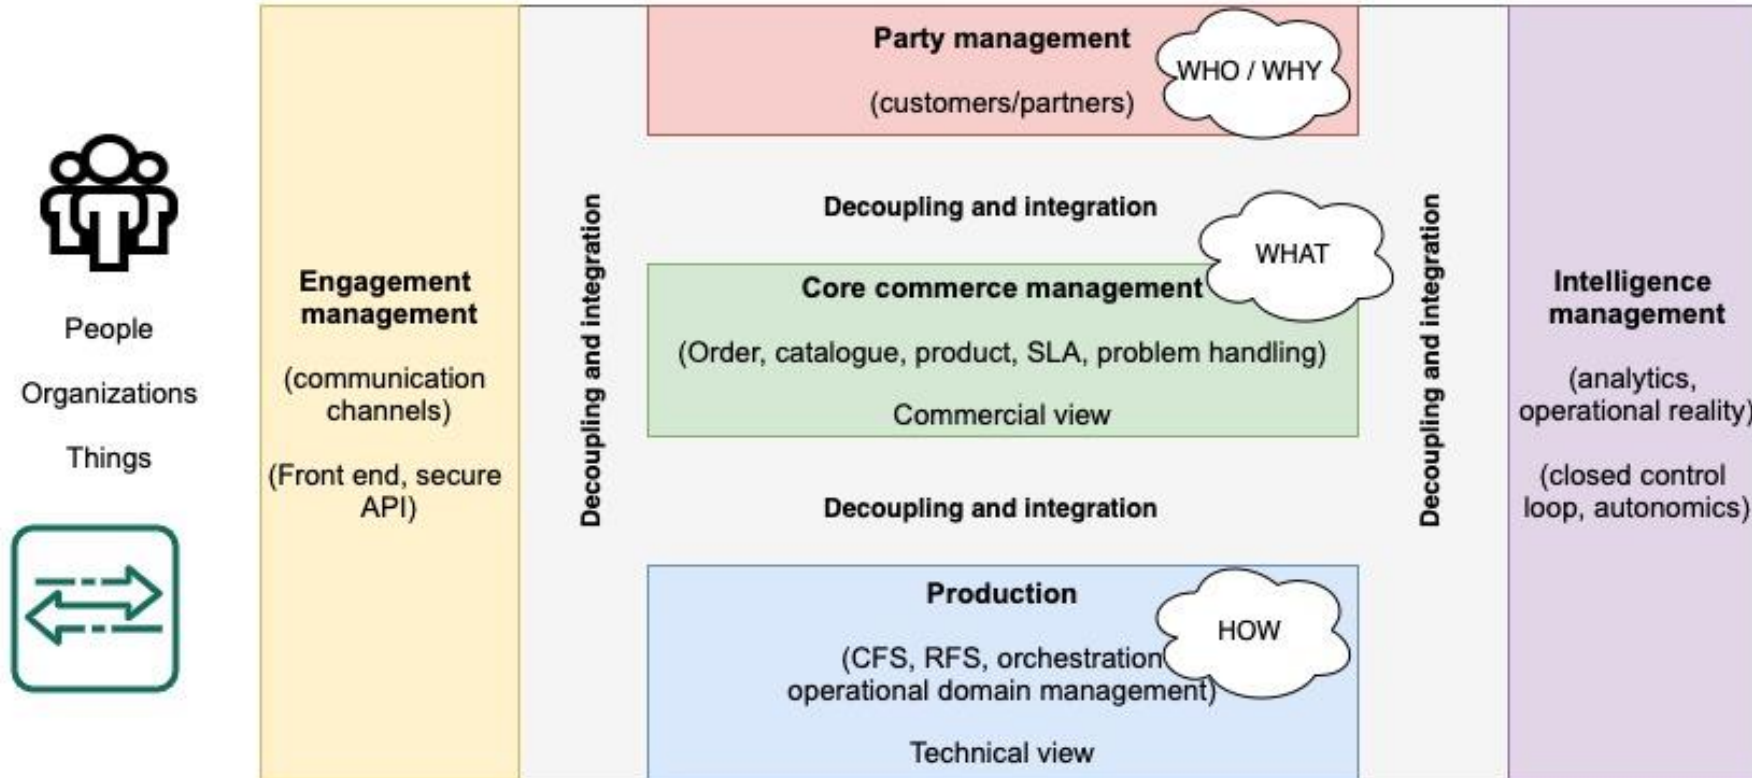 People
Organizations
Things
Engagement
management
(communication
channels)
(Front end, secure
API)
Decoupling and integration
Party management
(customers/partners)
WHO / WHY
Decoupling and integration
WHAT
Core commerce management
(Order, catalogue, product, SLA, problem handling)
Commercial view
Decoupling and integration
Production
HOW
(CFS, RFS, orchestration
operational domain management)
Technical view
Decoupling and integration
Intelligence
management
(analytics,
operational reality)
(closed control
loop, autonomics)